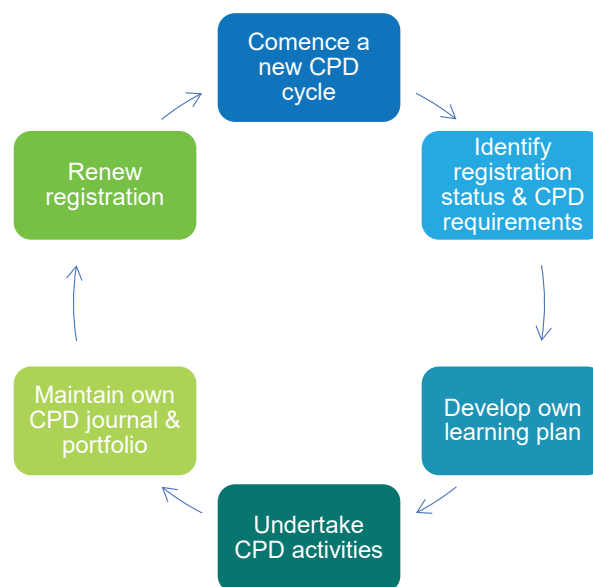 Comence a
new CPD
cycle
Identify
registration
status & CPD
requirements
Develop own
learning plan
Undertake
CPD activities
Maintain own
CPD journal &
portfolio
Renew
registration